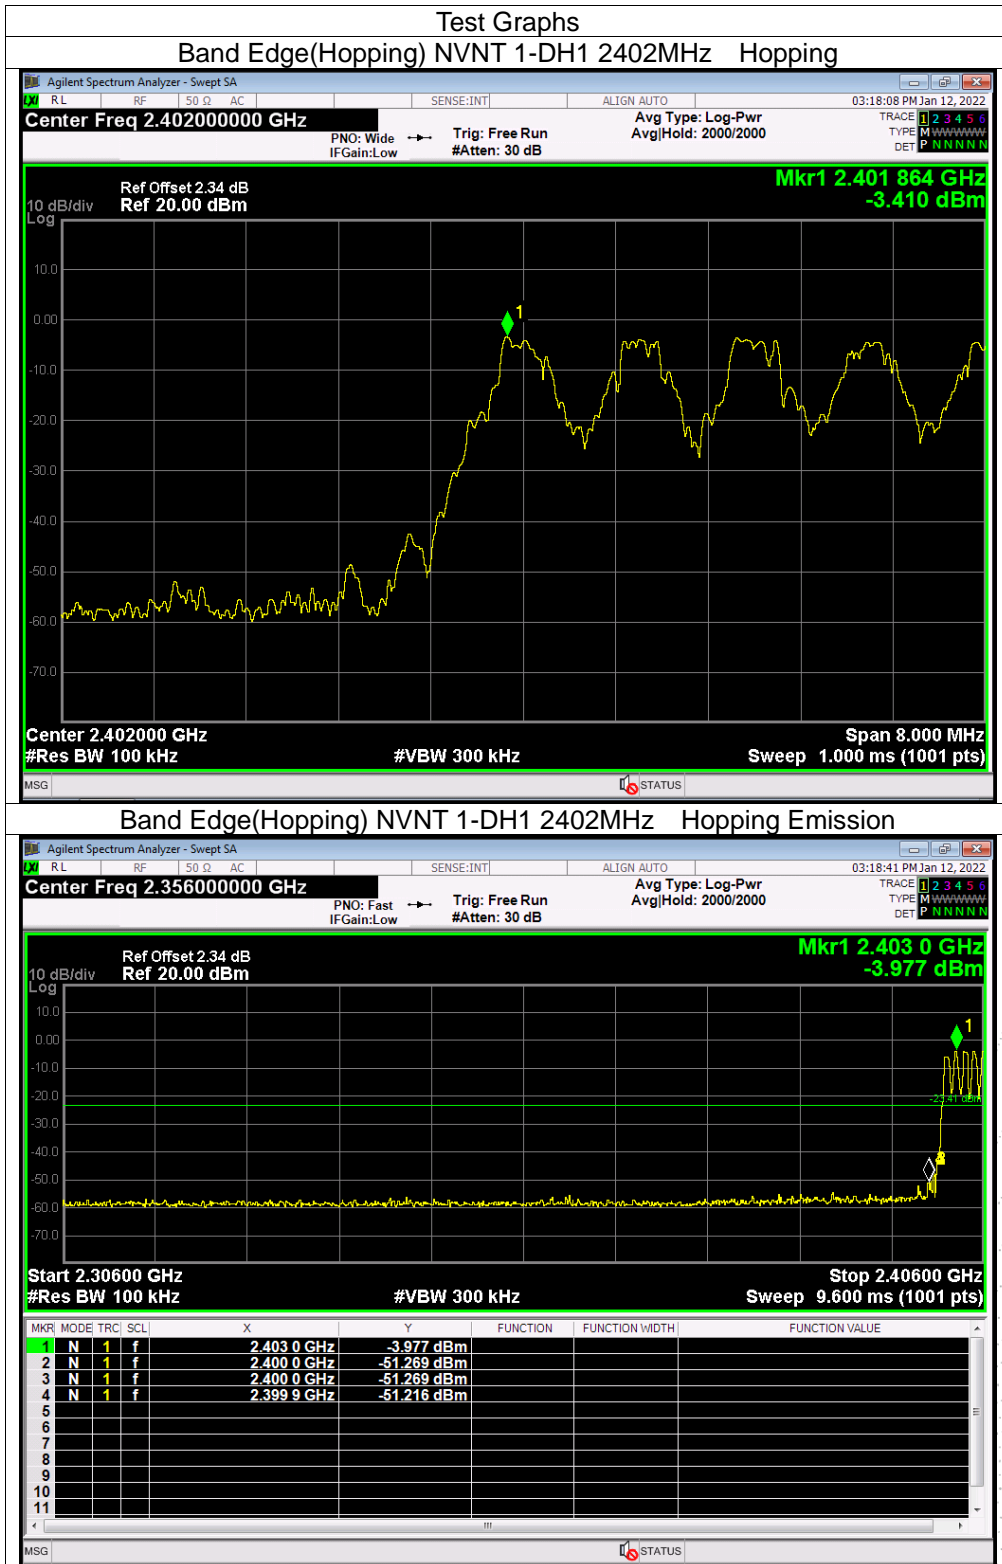 Test Graphs
Band Edge(Hopping) NVNT 1-DH1 2402MHz Hopping
Agilent Spectrum Analyzer - Swept SA
LXI RL RF 50 Ω AC SENSE:INT ALIGN AUTO 03:18:08 PM Jan 12, 2022
Center Freq 2.402000000 GHz Avg Type: Log-Pwr TRACE 1 2 3 4 5 6
PNO: Wide Trig: Free Run Avg|Hold: 2000/2000 TYPE M W W W W W
IFGain:Low #Atten: 30 dB DET P N N N N N
Mkr1 2.401 864 GHz
Ref Offset 2.34 dB
10 dB/div Ref 20.00 dBm -3.410 dBm
Log
10.0
1
0.00
-10.0
-20.0
-30.0
-40.0
-50.0
-60.0
-70.0
Center 2.402000 GHz Span 8.000 MHz
#Res BW 100 kHz #VBW 300 kHz Sweep 1.000 ms (1001 pts)
MSG STATUS
Band Edge(Hopping) NVNT 1-DH1 2402MHz Hopping Emission
Agilent Spectrum Analyzer - Swept SA
LXI RL RF 50 Ω AC SENSE:INT ALIGN AUTO 03:18:41 PM Jan 12, 2022
Center Freq 2.356000000 GHz Avg Type: Log-Pwr TRACE 1 2 3 4 5 6
PNO: Fast Trig: Free Run Avg|Hold: 2000/2000 TYPE M W W W W W
IFGain:Low #Atten: 30 dB DET P N N N N N
Mkr1 2.403 0 GHz
Ref Offset 2.34 dB
10 dB/div Ref 20.00 dBm -3.977 dBm
Log
10.0
1
0.00
-10.0
-20.0
-23.41 dBm
-30.0
-40.0
-50.0
-60.0
-70.0
Start 2.30600 GHz Stop 2.40600 GHz
#Res BW 100 kHz #VBW 300 kHz Sweep 9.600 ms (1001 pts)
MKR MODE TRC SCL X Y FUNCTION FUNCTION WIDTH FUNCTION VALUE
1 N 1 f 2.403 0 GHz -3.977 dBm
2 N 1 f 2.400 0 GHz -51.269 dBm
3 N 1 f 2.400 0 GHz -51.269 dBm
4 N 1 f 2.399 9 GHz -51.216 dBm
5
6
7
8
9
10
11
MSG STATUS